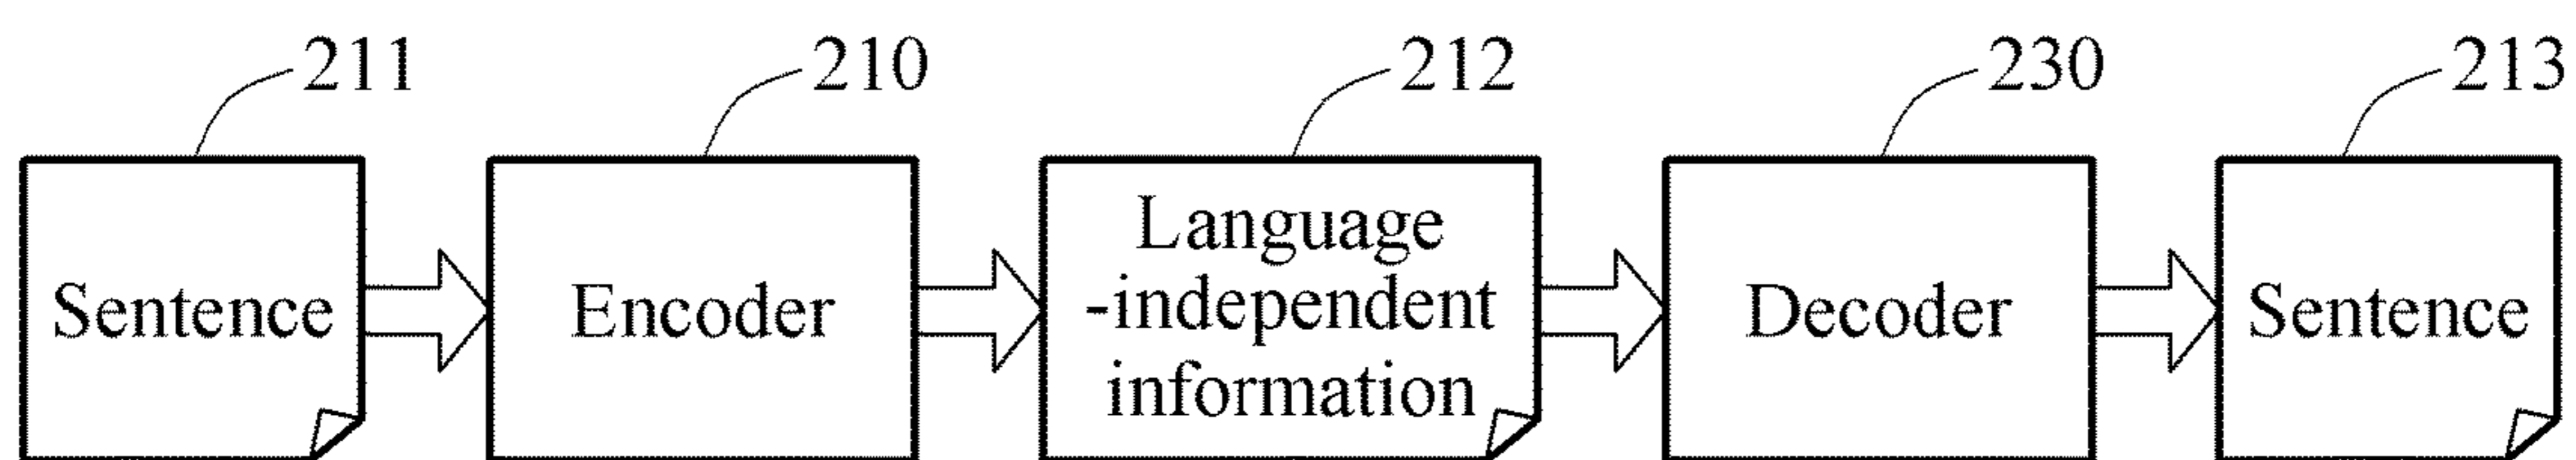 211
210
212
230
213
Sentence
Encoder
Language
-independent
information
Decoder
Sentence